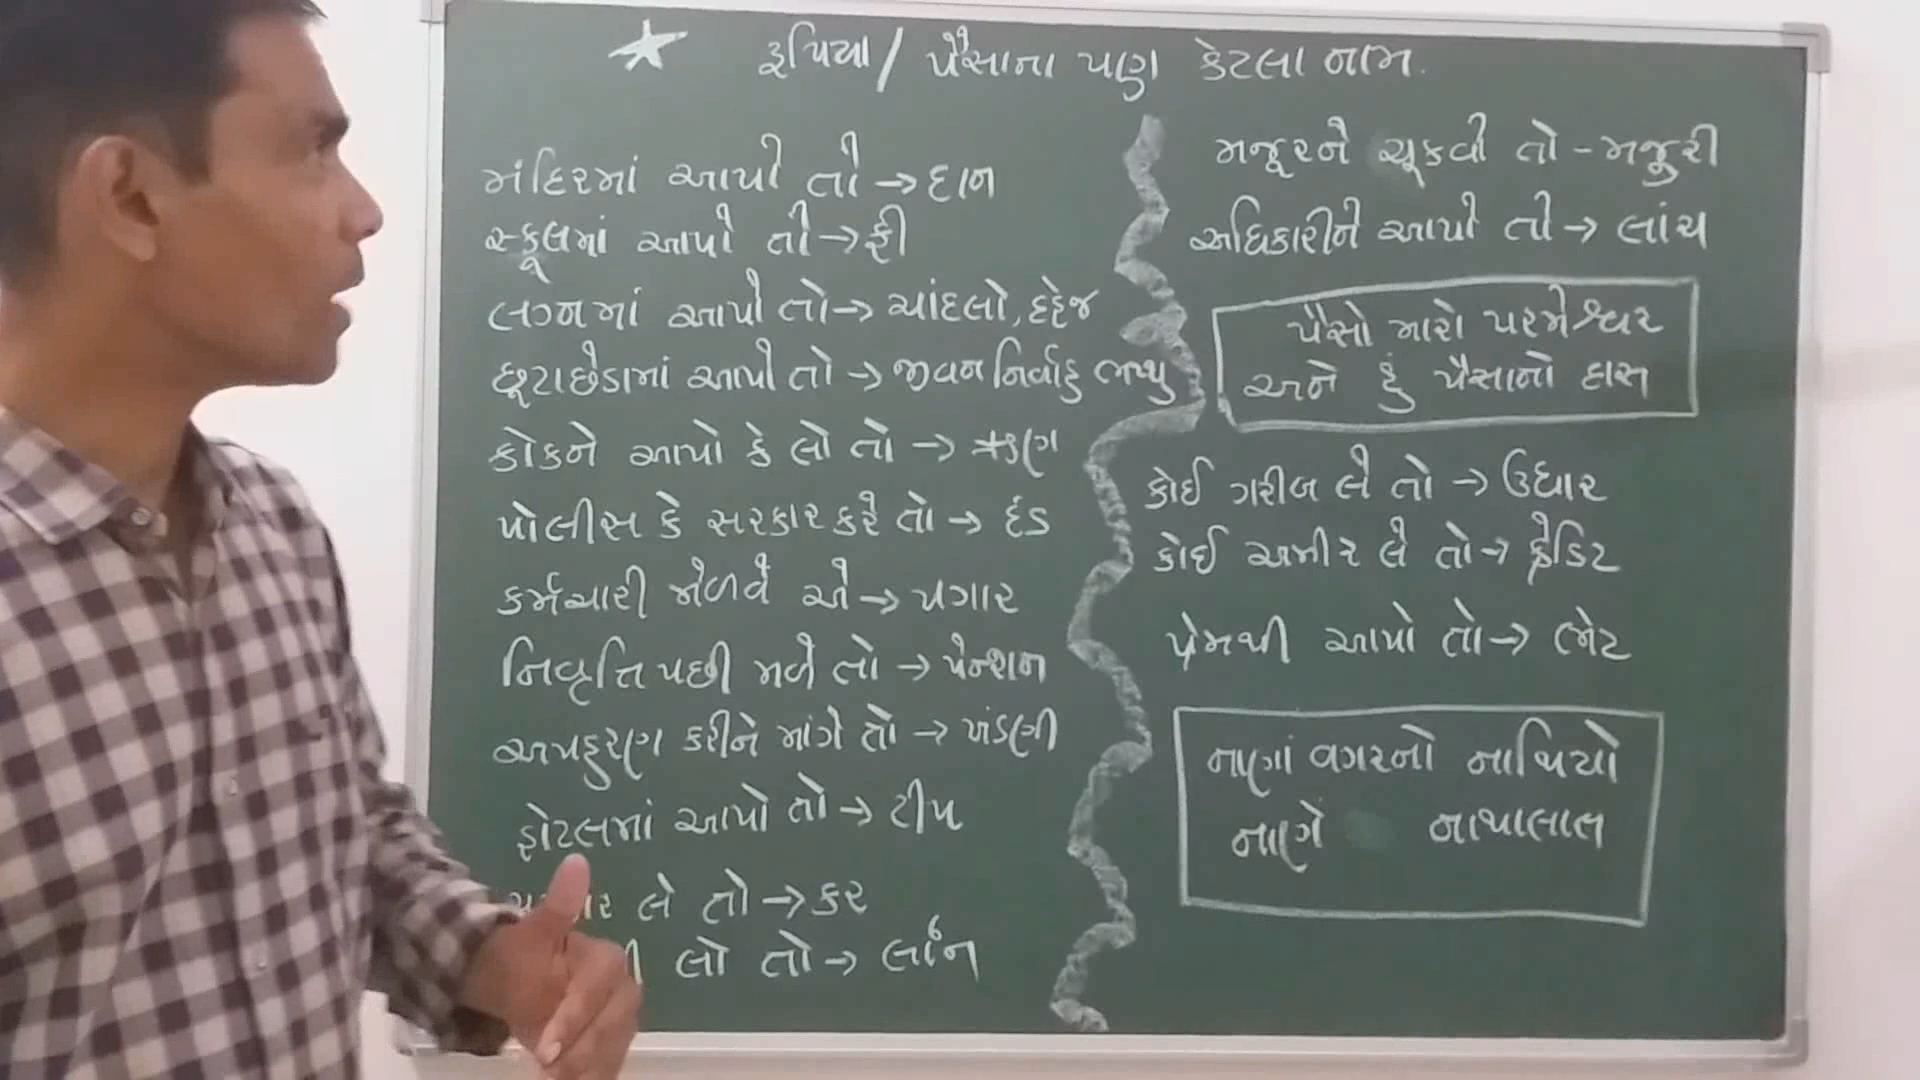 રૂપિયા / પૈસાના પણ કેટલા નામ.
મંદિરમાં આપો તો → દાન
સ્કૂલમાં આપો તો → ફી
લગ્નમાં આપો તો → ચાંદલો, દહેજ
છૂટાછેડામાં આપો તો → જીવન નિર્વાહ ભથ્થુ
કોકને આપો કે લો તો → ઋણ
પોલીસ કે સરકાર કરે તો → દંડ
કર્મચારી મેળવે એ → પગાર
નિવૃત્તિ પછી મળે તો → પેન્શન
અપહરણ કરીને માંગે તો → ખંડણી
હોટલમાં આપો તો → ટીપ
લે તો → કર
લો તો → લોન
મજૂરને ચૂકવો તો - મજુરી
અધિકારીને આપો તો → લાંચ
પૈસો મારો પરમેશ્વર
અને હું પૈસાનો દાસ
કોઈ ગરીબ લે તો → ઉધાર
કોઈ અમીર લે તો → ક્રેડિટ
પ્રેમથી આપો તો → ભેટ
નાણાં વગરનો નાથિયો
નાણે નાથાલાલ